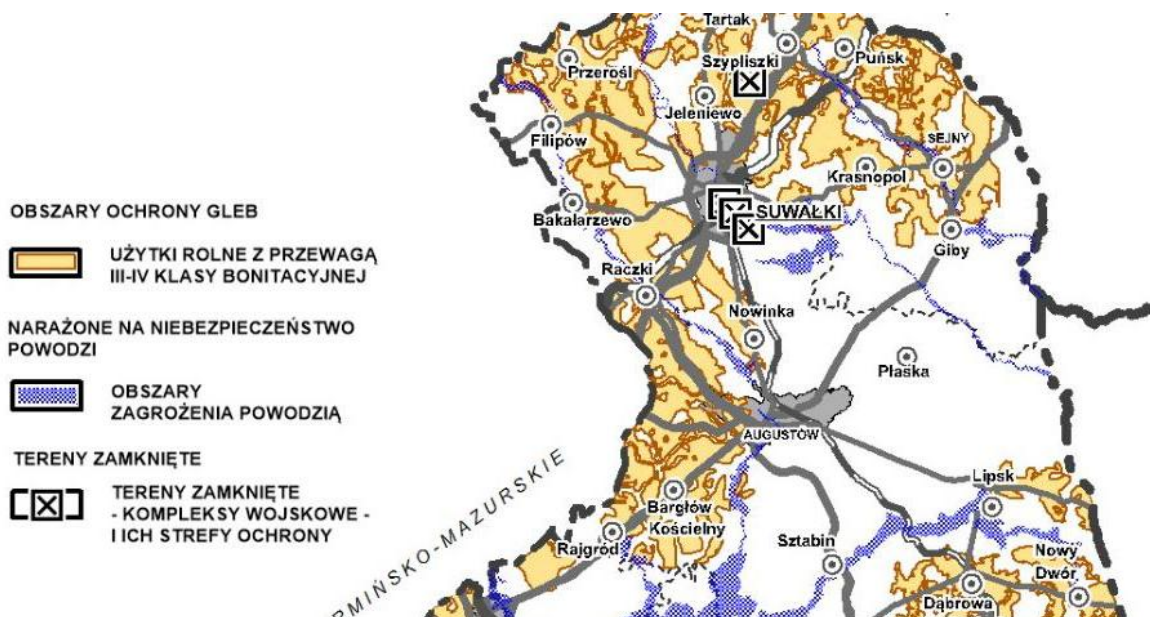 OBSZARY OCHRONY GLEB
UŻYTKI ROLNE Z PRZEWAGĄ
III-IV KLASY BONITACYJNEJ
NARAŻONE NA NIEBEZPIECZEŃSTWO
POWODZI
OBSZARY
ZAGROŻENIA POWODZIĄ
TERENY ZAMKNIĘTE
TERENY ZAMKNIĘTE
- KOMPLEKSY WOJSKOWE -
I ICH STREFY OCHRONY
Tartak
Szypliszki
Puńsk
Przerośl
Jeleniewo
Filipów
SEJNY
Krasnopol
Bakałarzewo
SUWAŁKI
Giby
Raczki
Nowinka
Płaska
AUGUSTÓW
Lipsk
Bargłów
Kościelny
Rajgród
Sztabin
Nowy
Dwór
Dąbrowa
RMIŃSKO-MAZURSKIE